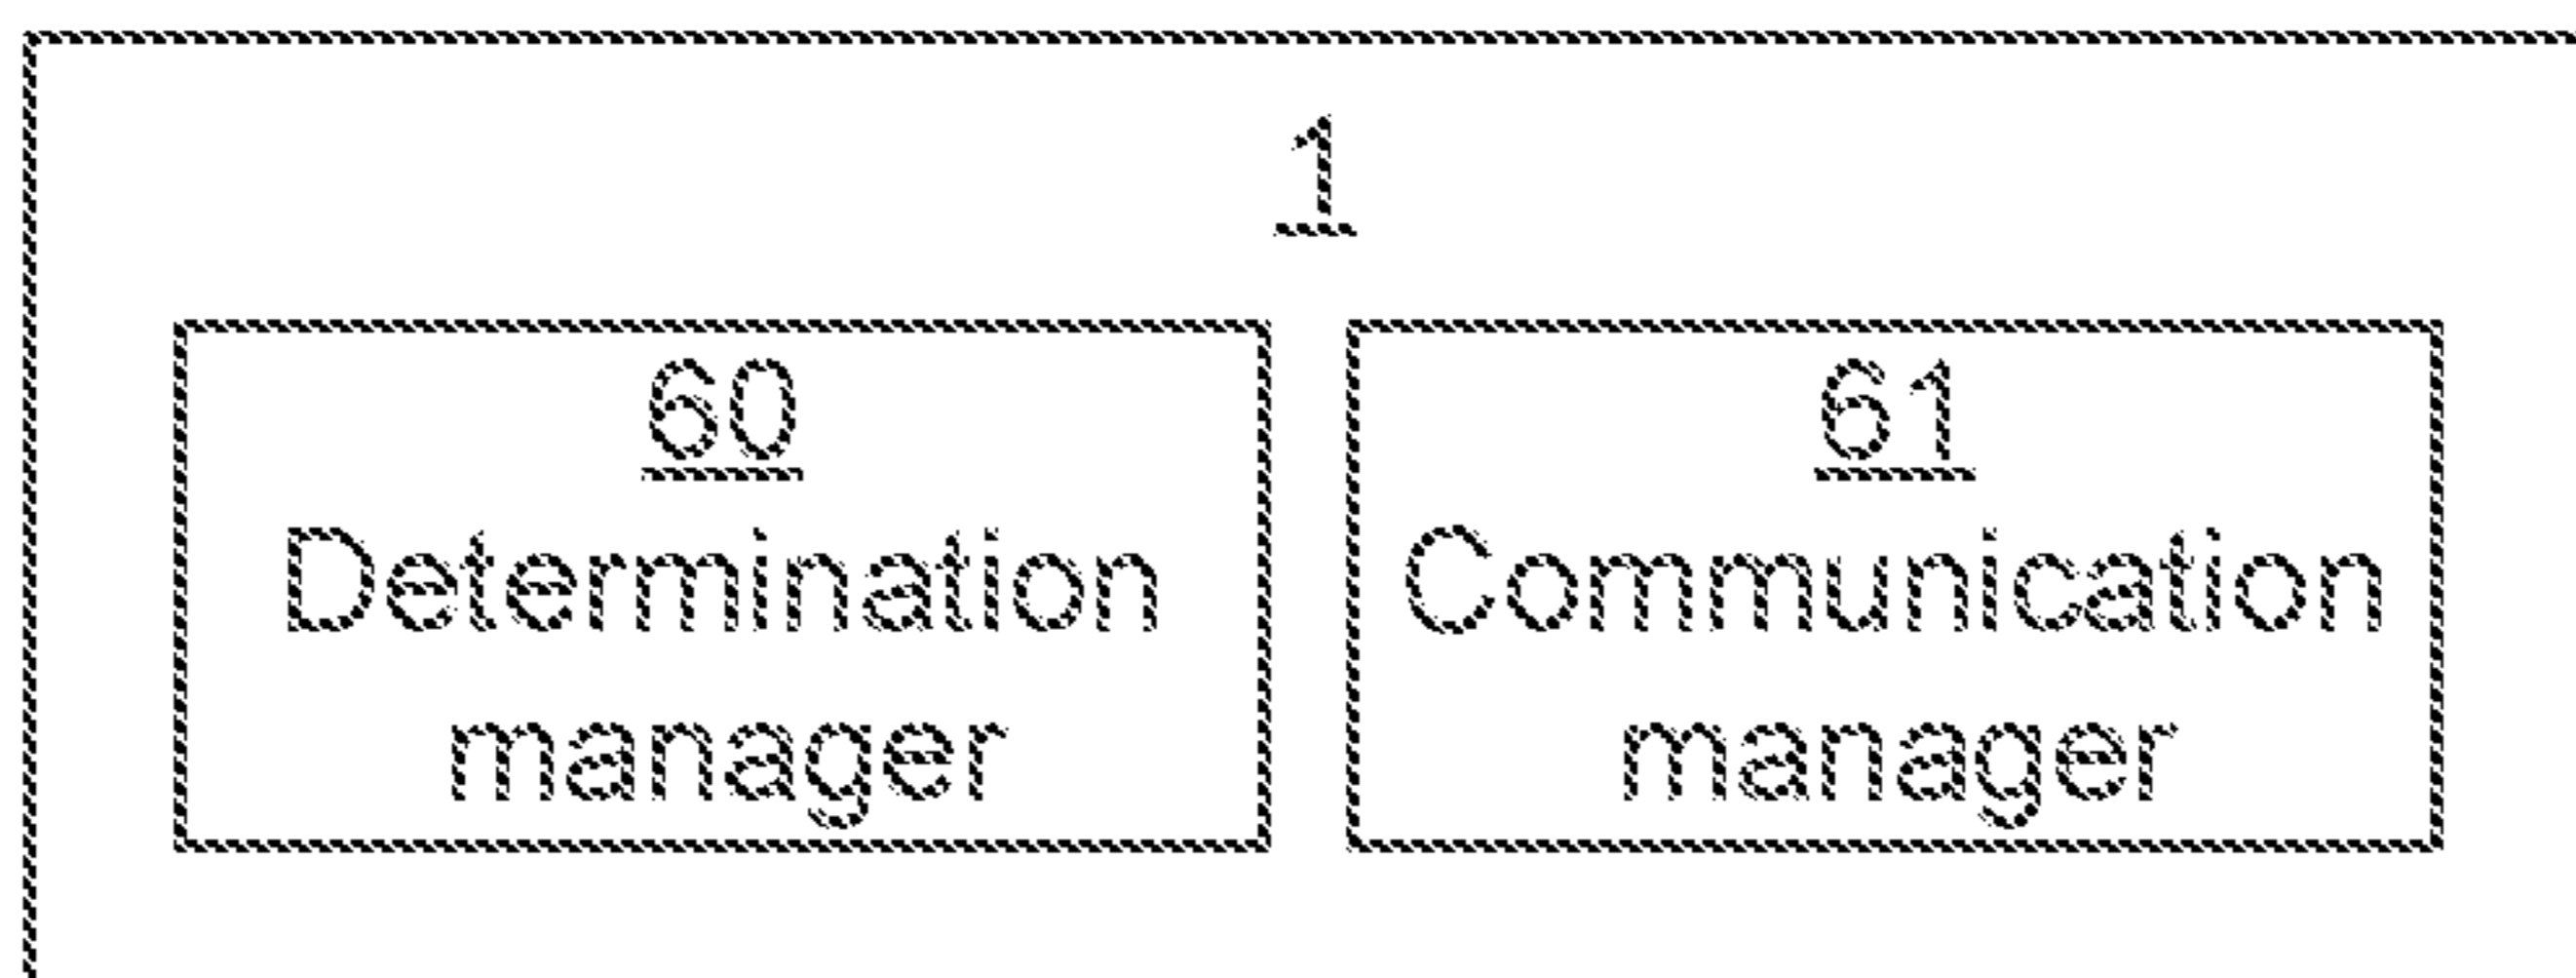 1
60
Determination
manager
61
Communication
manager